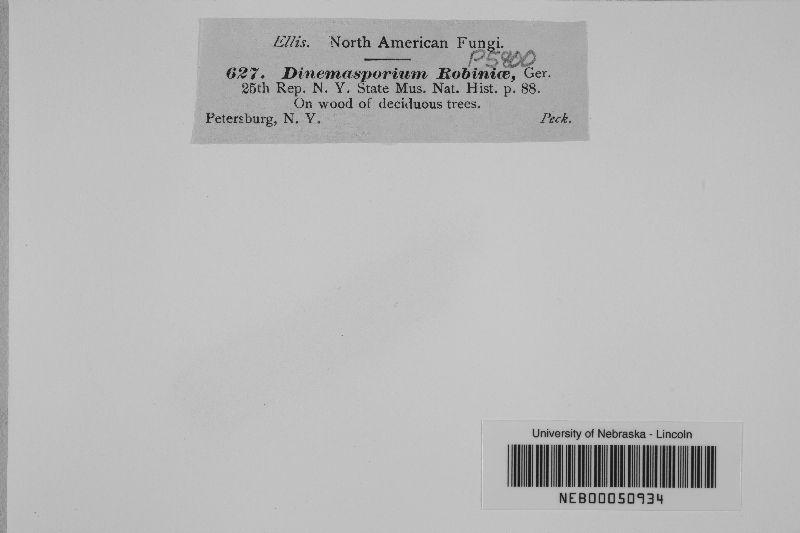 Ellis. North American Fungi.
P5800
627. Dinemasporium Robiniæ, Ger.
25th Rep. N. Y. State Mus. Nat. Hist. p. 88.
On wood of deciduous trees.
Petersburg, N. Y. Peck.
University of Nebraska - Lincoln
NEB00050934